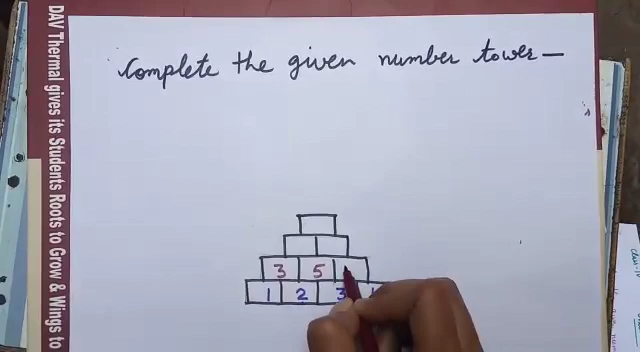 Complete the given number tower —
3 5
1 2 3
DAV Thermal gives its Students Roots to Grow & Wings to